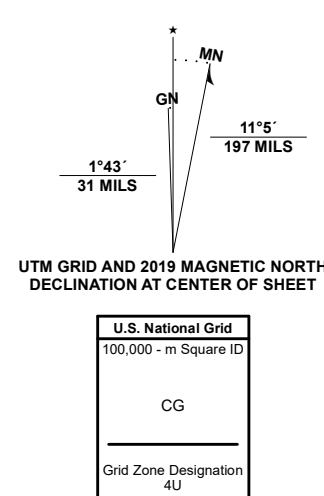 ★
MN
GN
11°5´
197 MILS
1°43´
31 MILS
UTM GRID AND 2019 MAGNETIC NORTH
DECLINATION AT CENTER OF SHEET
U.S. National Grid
100,000 - m Square ID
CG
Grid Zone Designation
4U